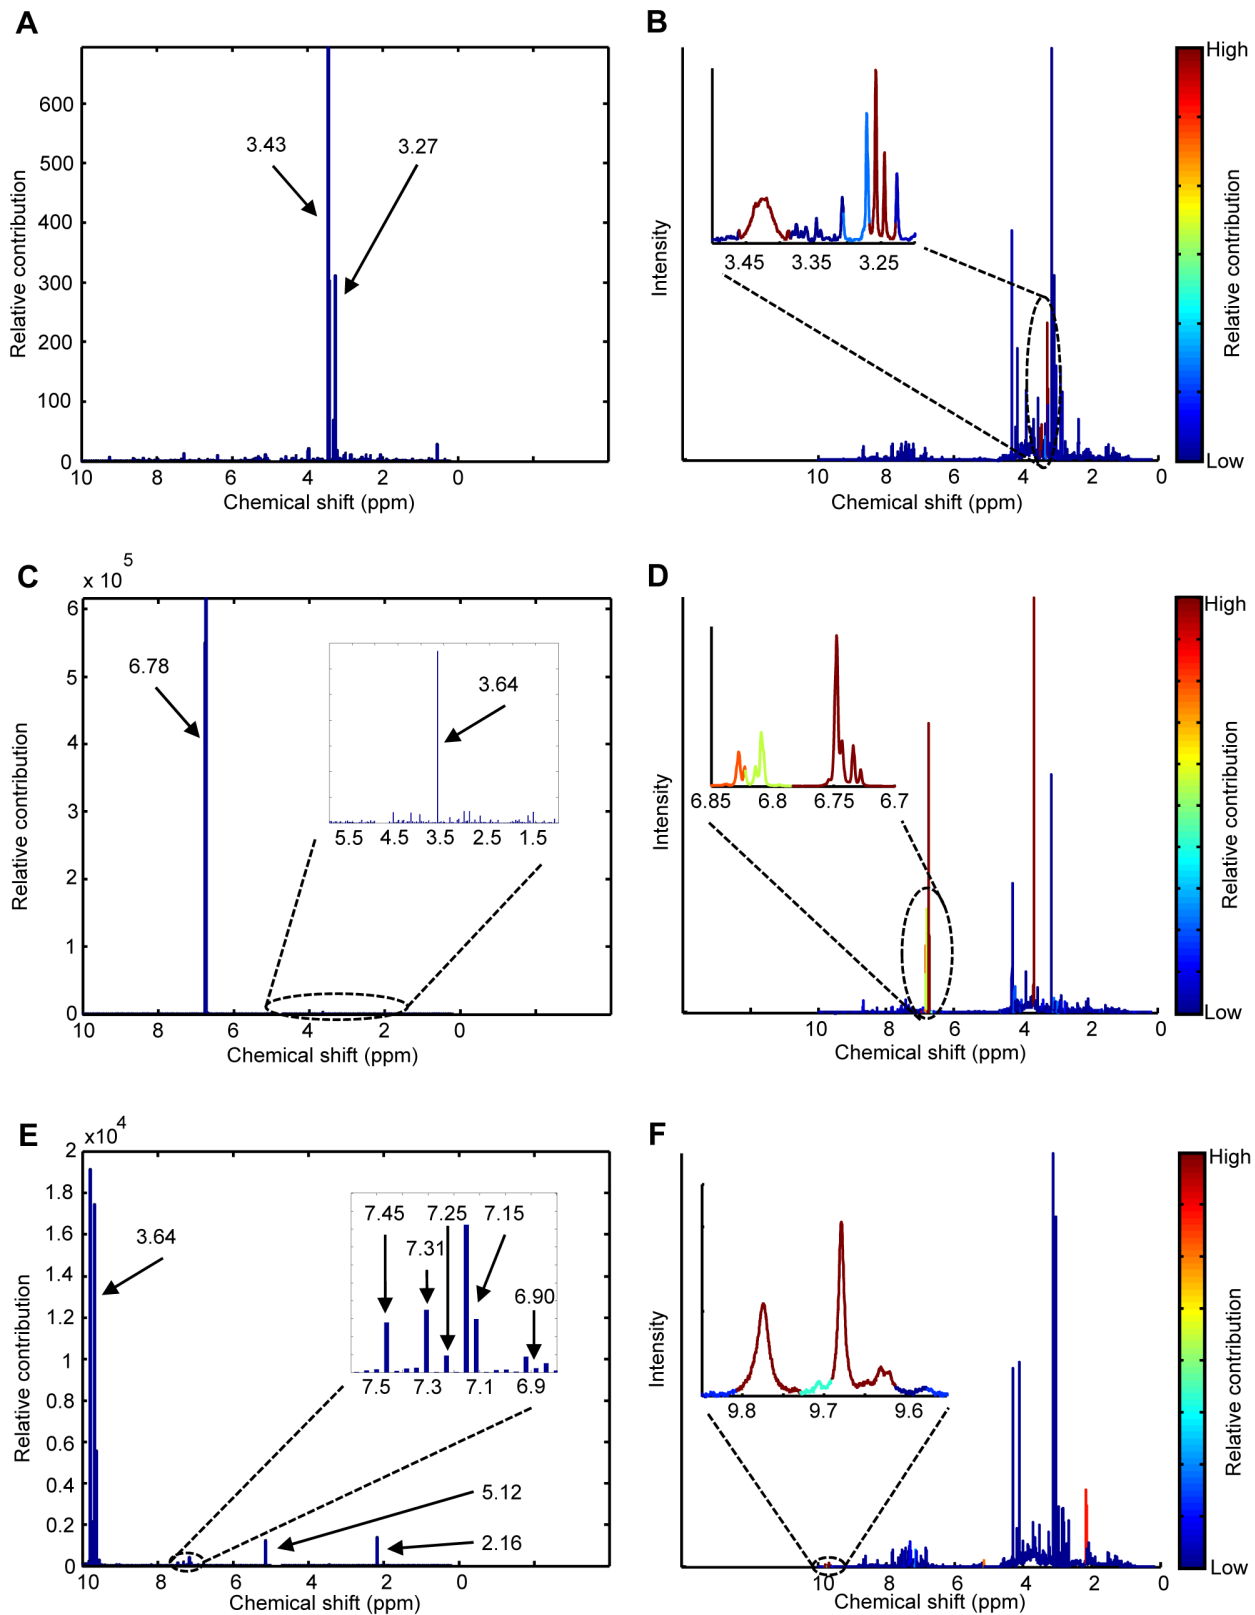 A
600
500
400
300
200
100
0
Relative contribution
3.43
3.27
10 8 6 4 2 0
Chemical shift (ppm)
B
Intensity
3.45 3.35 3.25
10 8 6 4 2 0
Chemical shift (ppm)
High
Low
Relative contribution
C
x 10 5
6
5
4
3
2
1
0
Relative contribution
6.78
3.64
5.5 4.5 3.5 2.5 1.5
10 8 6 4 2 0
Chemical shift (ppm)
D
Intensity
6.85 6.8 6.75 6.7
10 8 6 4 2 0
Chemical shift (ppm)
High
Low
Relative contribution
E
x10 4
2
1.8
1.6
1.4
1.2
1
0.8
0.6
0.4
0.2
0
Relative contribution
3.64
7.45 7.25 7.15
7.31
6.90
7.5 7.3 7.1 6.9
5.12
2.16
10 8 6 4 2 0
Chemical shift (ppm)
F
Intensity
9.8 9.7 9.6
10 8 6 4 2 0
Chemical shift (ppm)
High
Low
Relative contribution